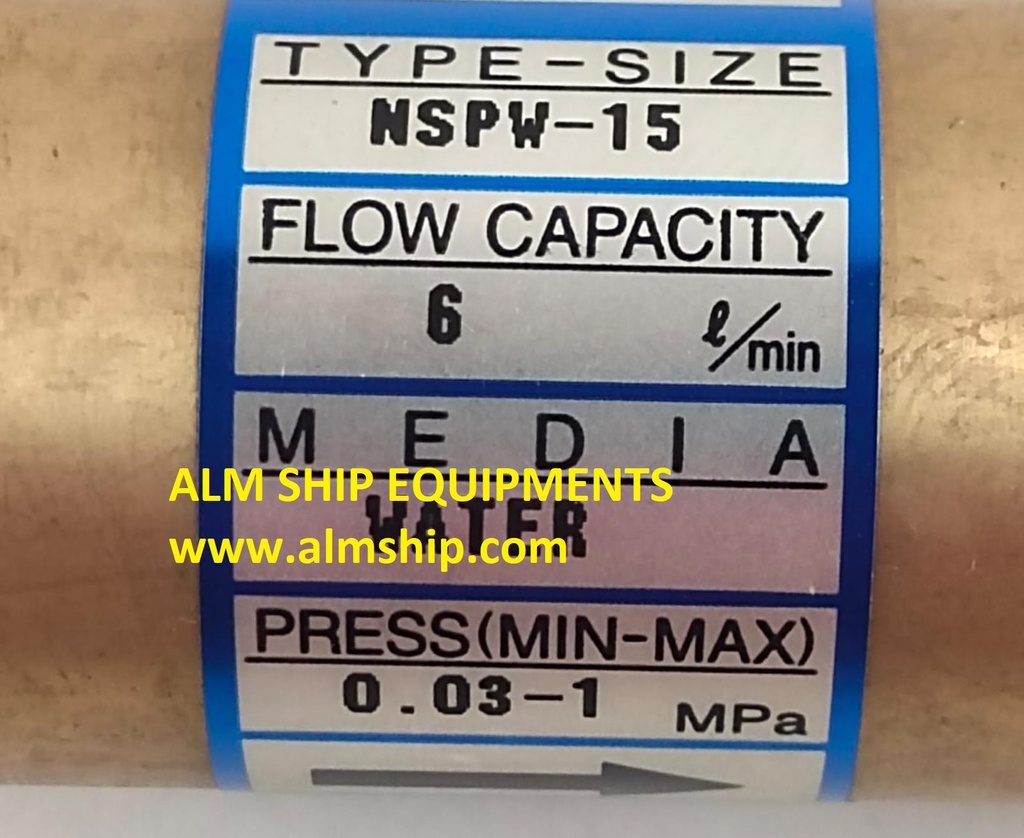 TYPE-SIZE
NSPW-15
FLOW CAPACITY
6 ℓ/min
MEDIA
ALM SHIP EQUIPMENTS
WATER
www.almship.com
PRESS(MIN-MAX)
0.03-1 MPa